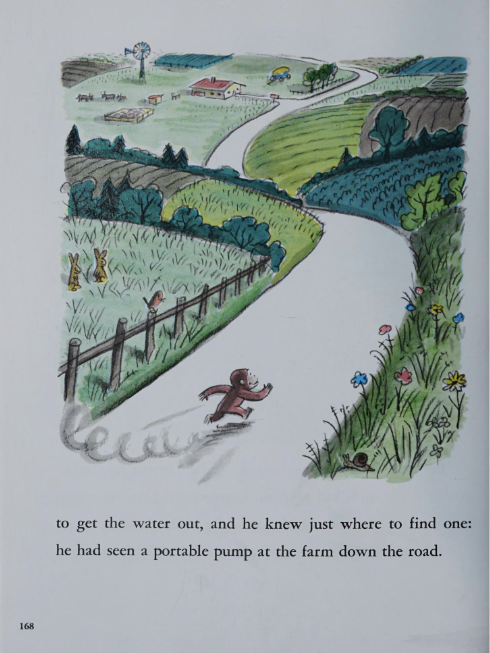 to get the water out, and he knew just where to find one:
he had seen a portable pump at the farm down the road.
168